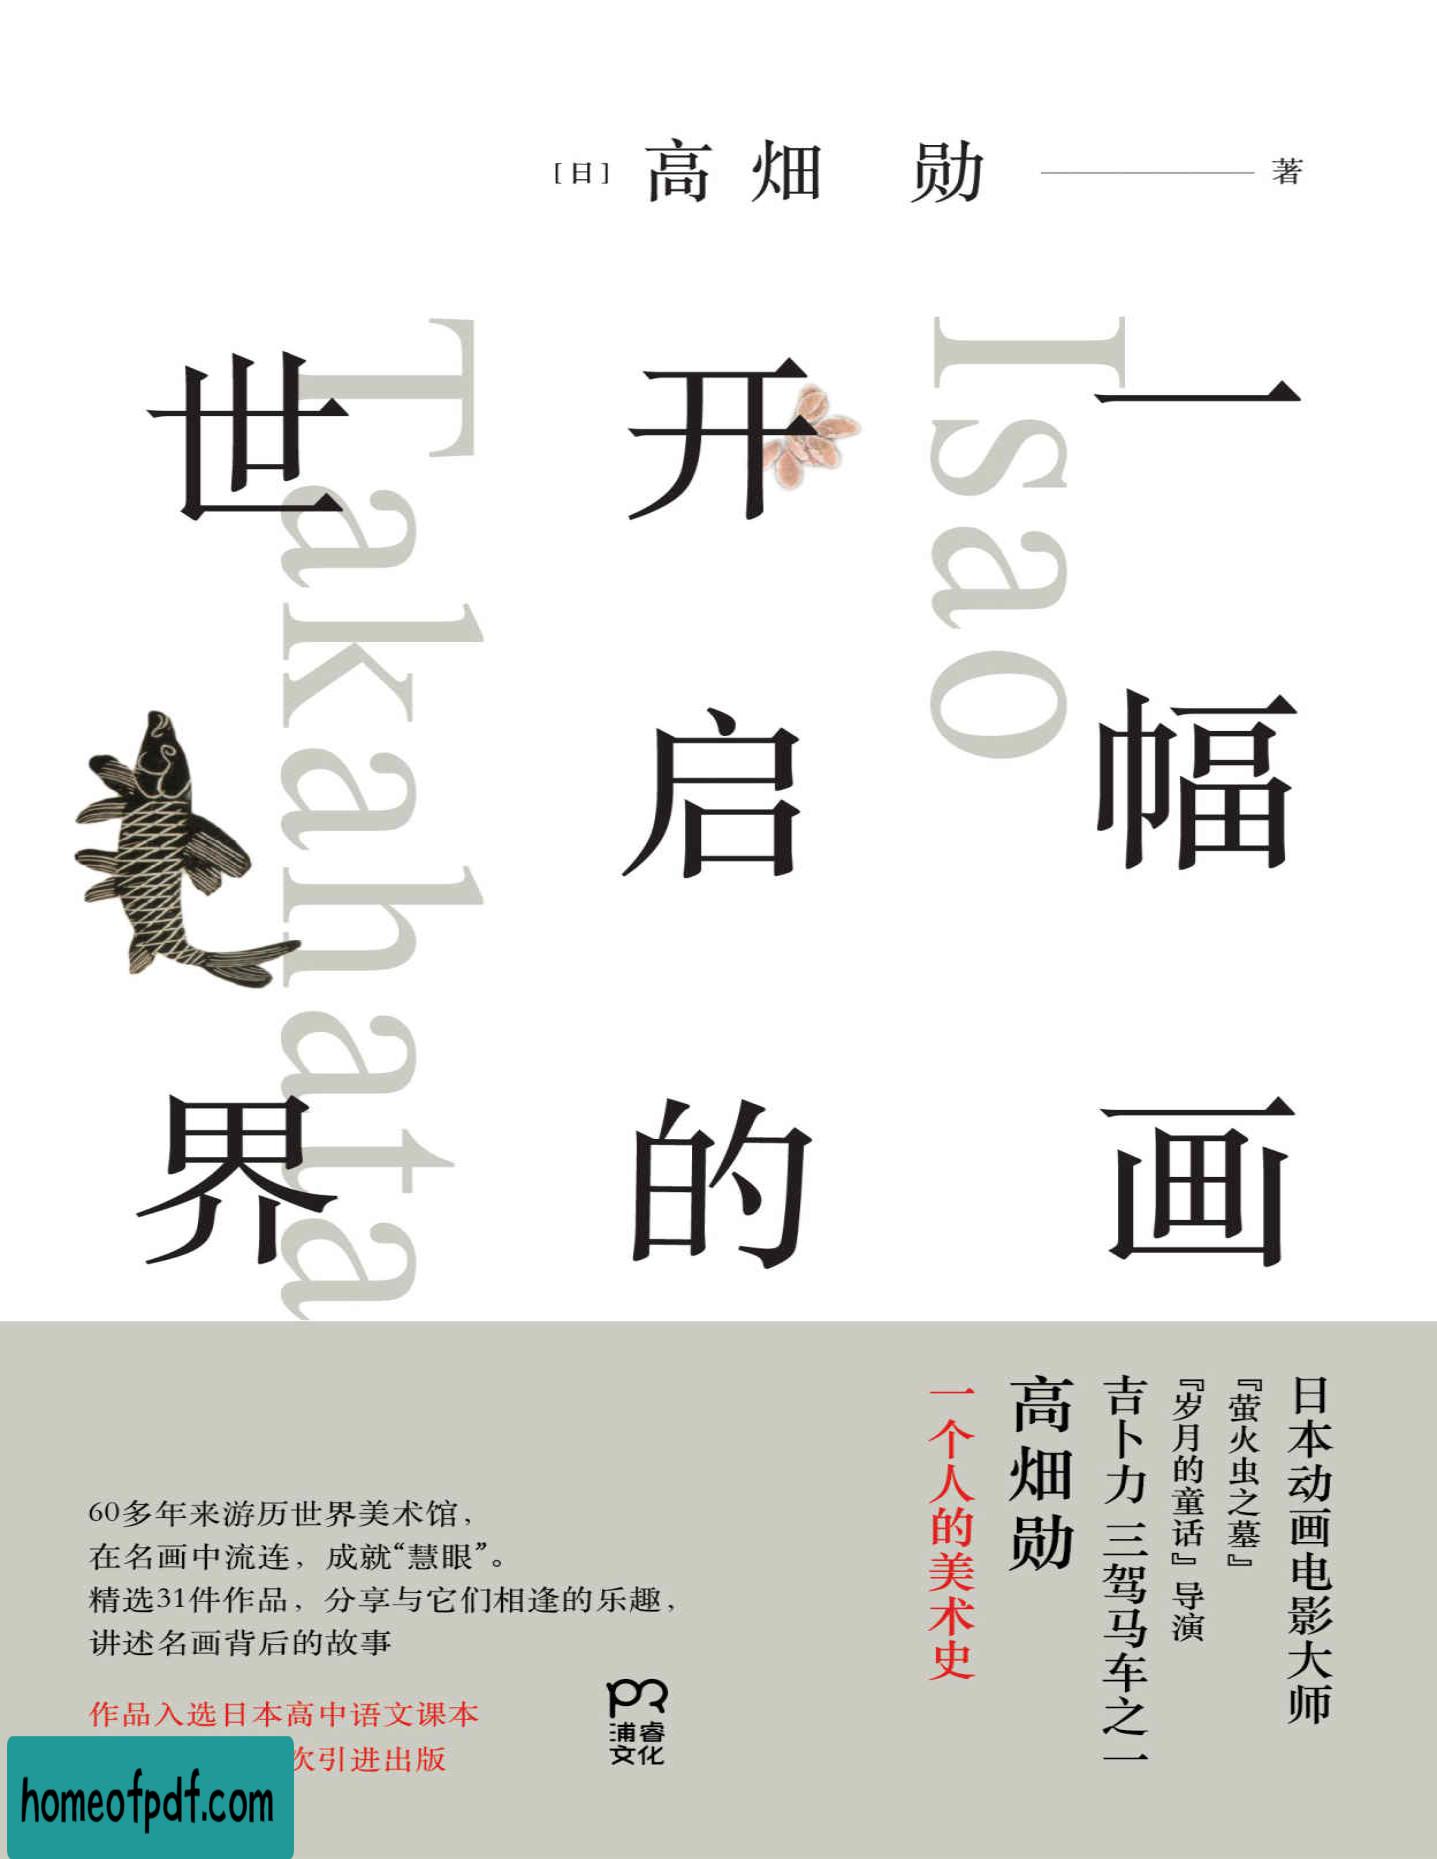 [日] 高畑 勋 著
一幅画
开启的
世界
Isao
Takahata
日本动画电影大师
『萤火虫之墓』
『岁月的童话』导演
吉卜力 三驾马车之一
高畑勋
一个人的美术史
60多年来游历世界美术馆，
在名画中流连，成就“慧眼”。
精选31件作品，分享与它们相逢的乐趣，
讲述名画背后的故事
作品入选日本高中语文课本
次引进出版
浦睿
文化
homeofpdf.com